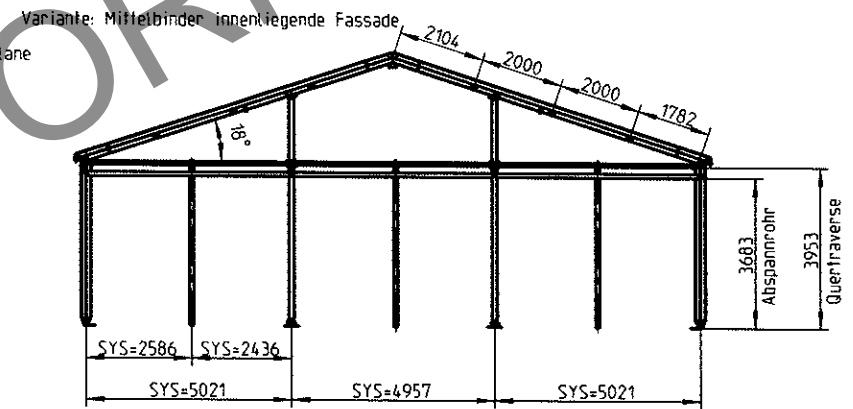 Variante: Mittelbinder innenliegende Fassade
lane
2104
2000
2000
1782
18°
3683
Abspannrohr
3953
Quertraverse
SYS=2586
SYS=2436
SYS=5021
SYS=4957
SYS=5021